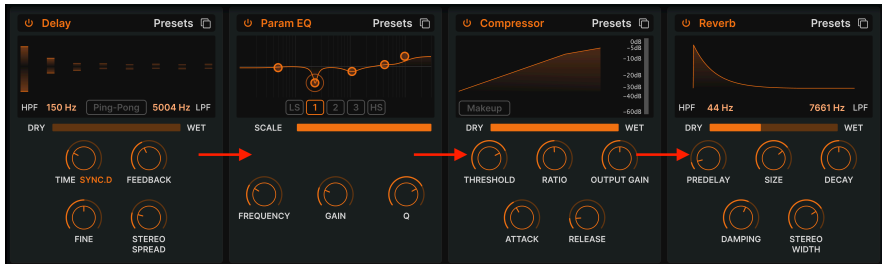 Delay Presets
HPF 150 Hz Ping-Pong 5004 Hz LPF
DRY WET
TIME SYNC.D FEEDBACK
FINE STEREO SPREAD
Param EQ Presets
LS 1 2 3 HS
SCALE
FREQUENCY GAIN Q
Compressor Presets
0dB
-5dB
-10dB
-20dB
-30dB
-40dB
-60dB
Makeup
DRY WET
THRESHOLD RATIO OUTPUT GAIN
ATTACK RELEASE
Reverb Presets
HPF 44 Hz 7661 Hz LPF
DRY WET
PREDELAY SIZE DECAY
DAMPING STEREO WIDTH